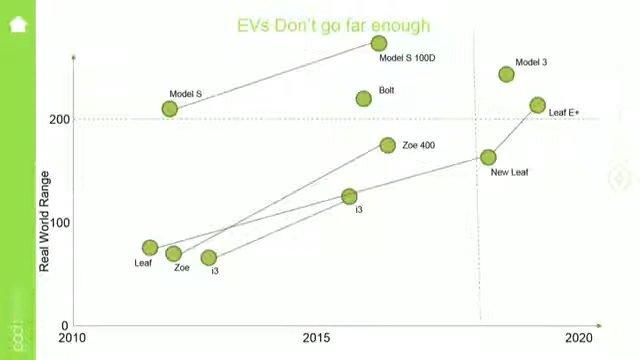 EVs Don't go far enough
Model S 100D
Model 3
Model S
Bolt
Leaf E+
200
Zoe 400
New Leaf
Real World Range
i3
100
Leaf
Zoe
i3
0
2010
2015
2020